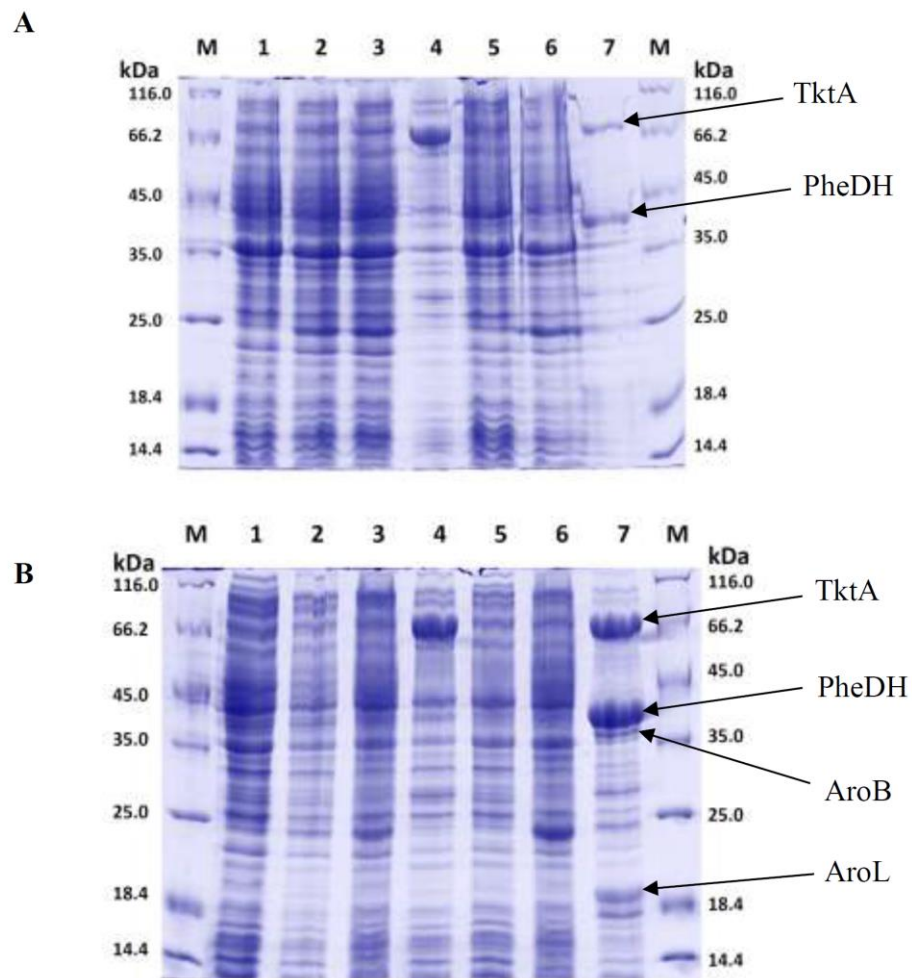 A
M 1 2 3 4 5 6 7 M
kDa kDa
116.0 116.0
TktA
66.2 66.2
45.0 45.0
PheDH
35.0 35.0
25.0 25.0
18.4 18.4
14.4 14.4
M 1 2 3 4 5 6 7 M
B
kDa kDa
116.0 116.0
TktA
66.2 66.2
45.0 45.0
PheDH
35.0 35.0
AroB
25.0 25.0
AroL
18.4 18.4
14.4 14.4